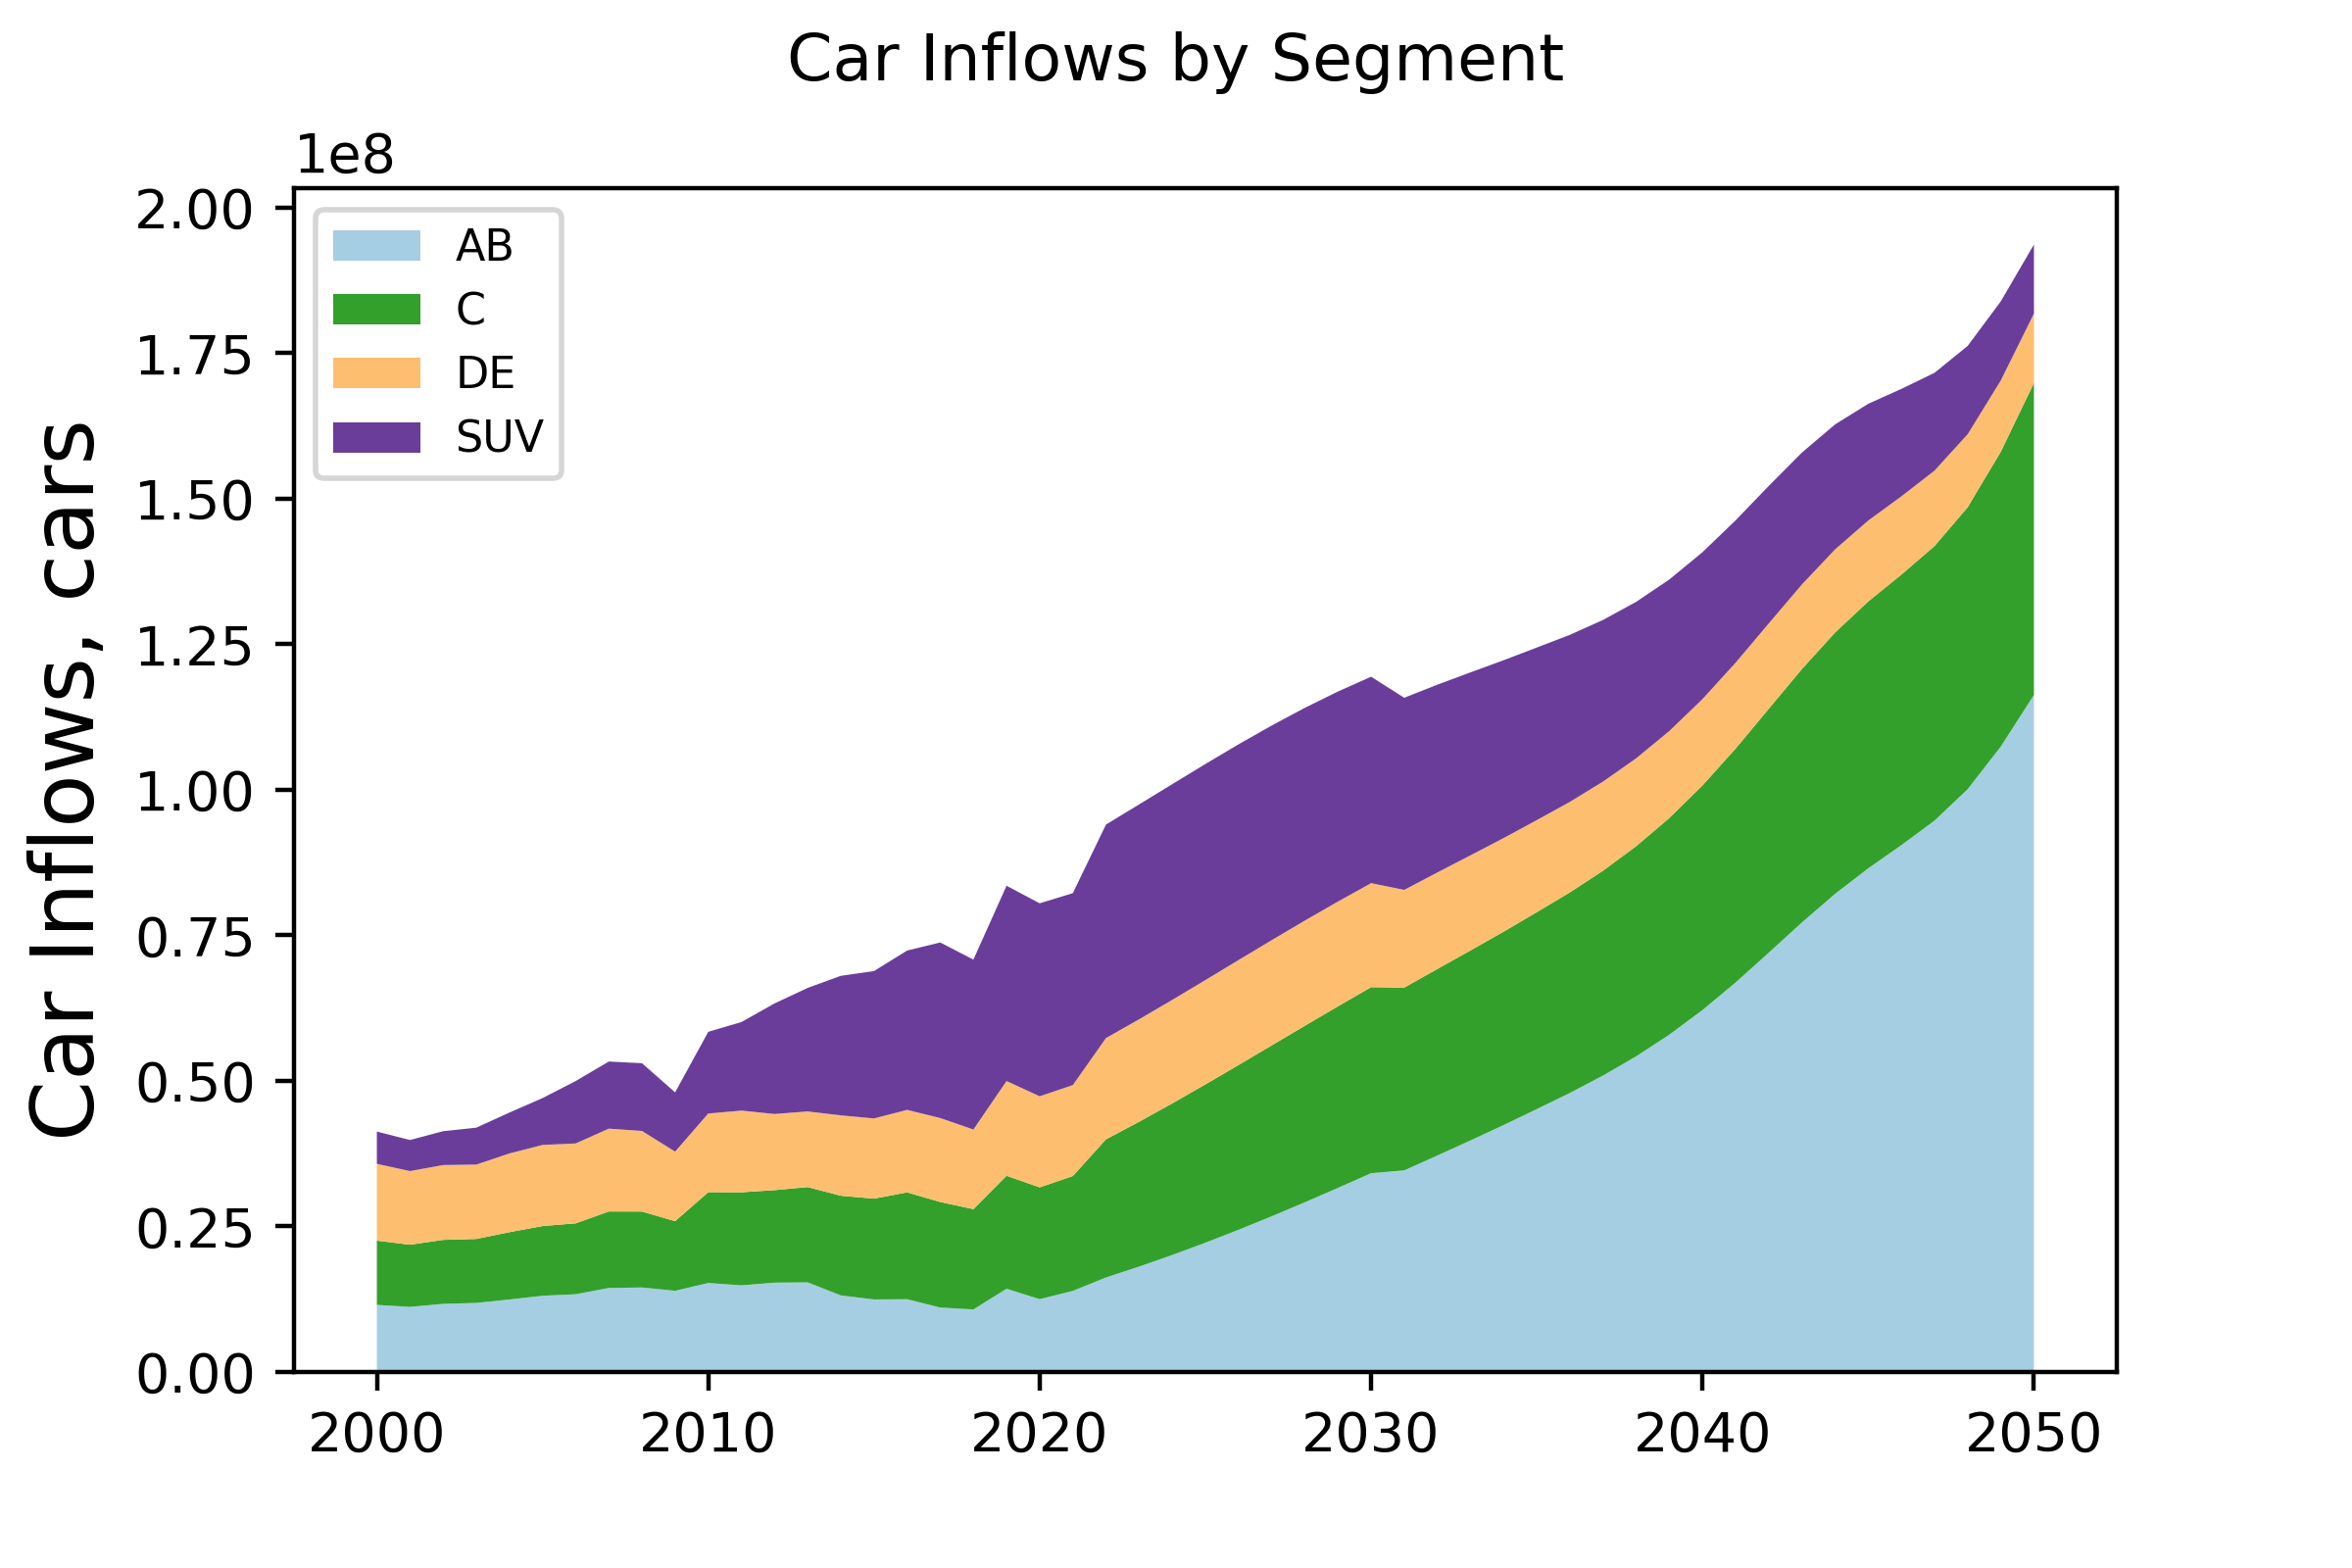 Car Inflows by Segment
1e8
2.00
1.75
1.50
1.25
1.00
0.75
0.50
0.25
0.00
Car Inflows, cars
AB
C
DE
SUV
2000 2010 2020 2030 2040 2050